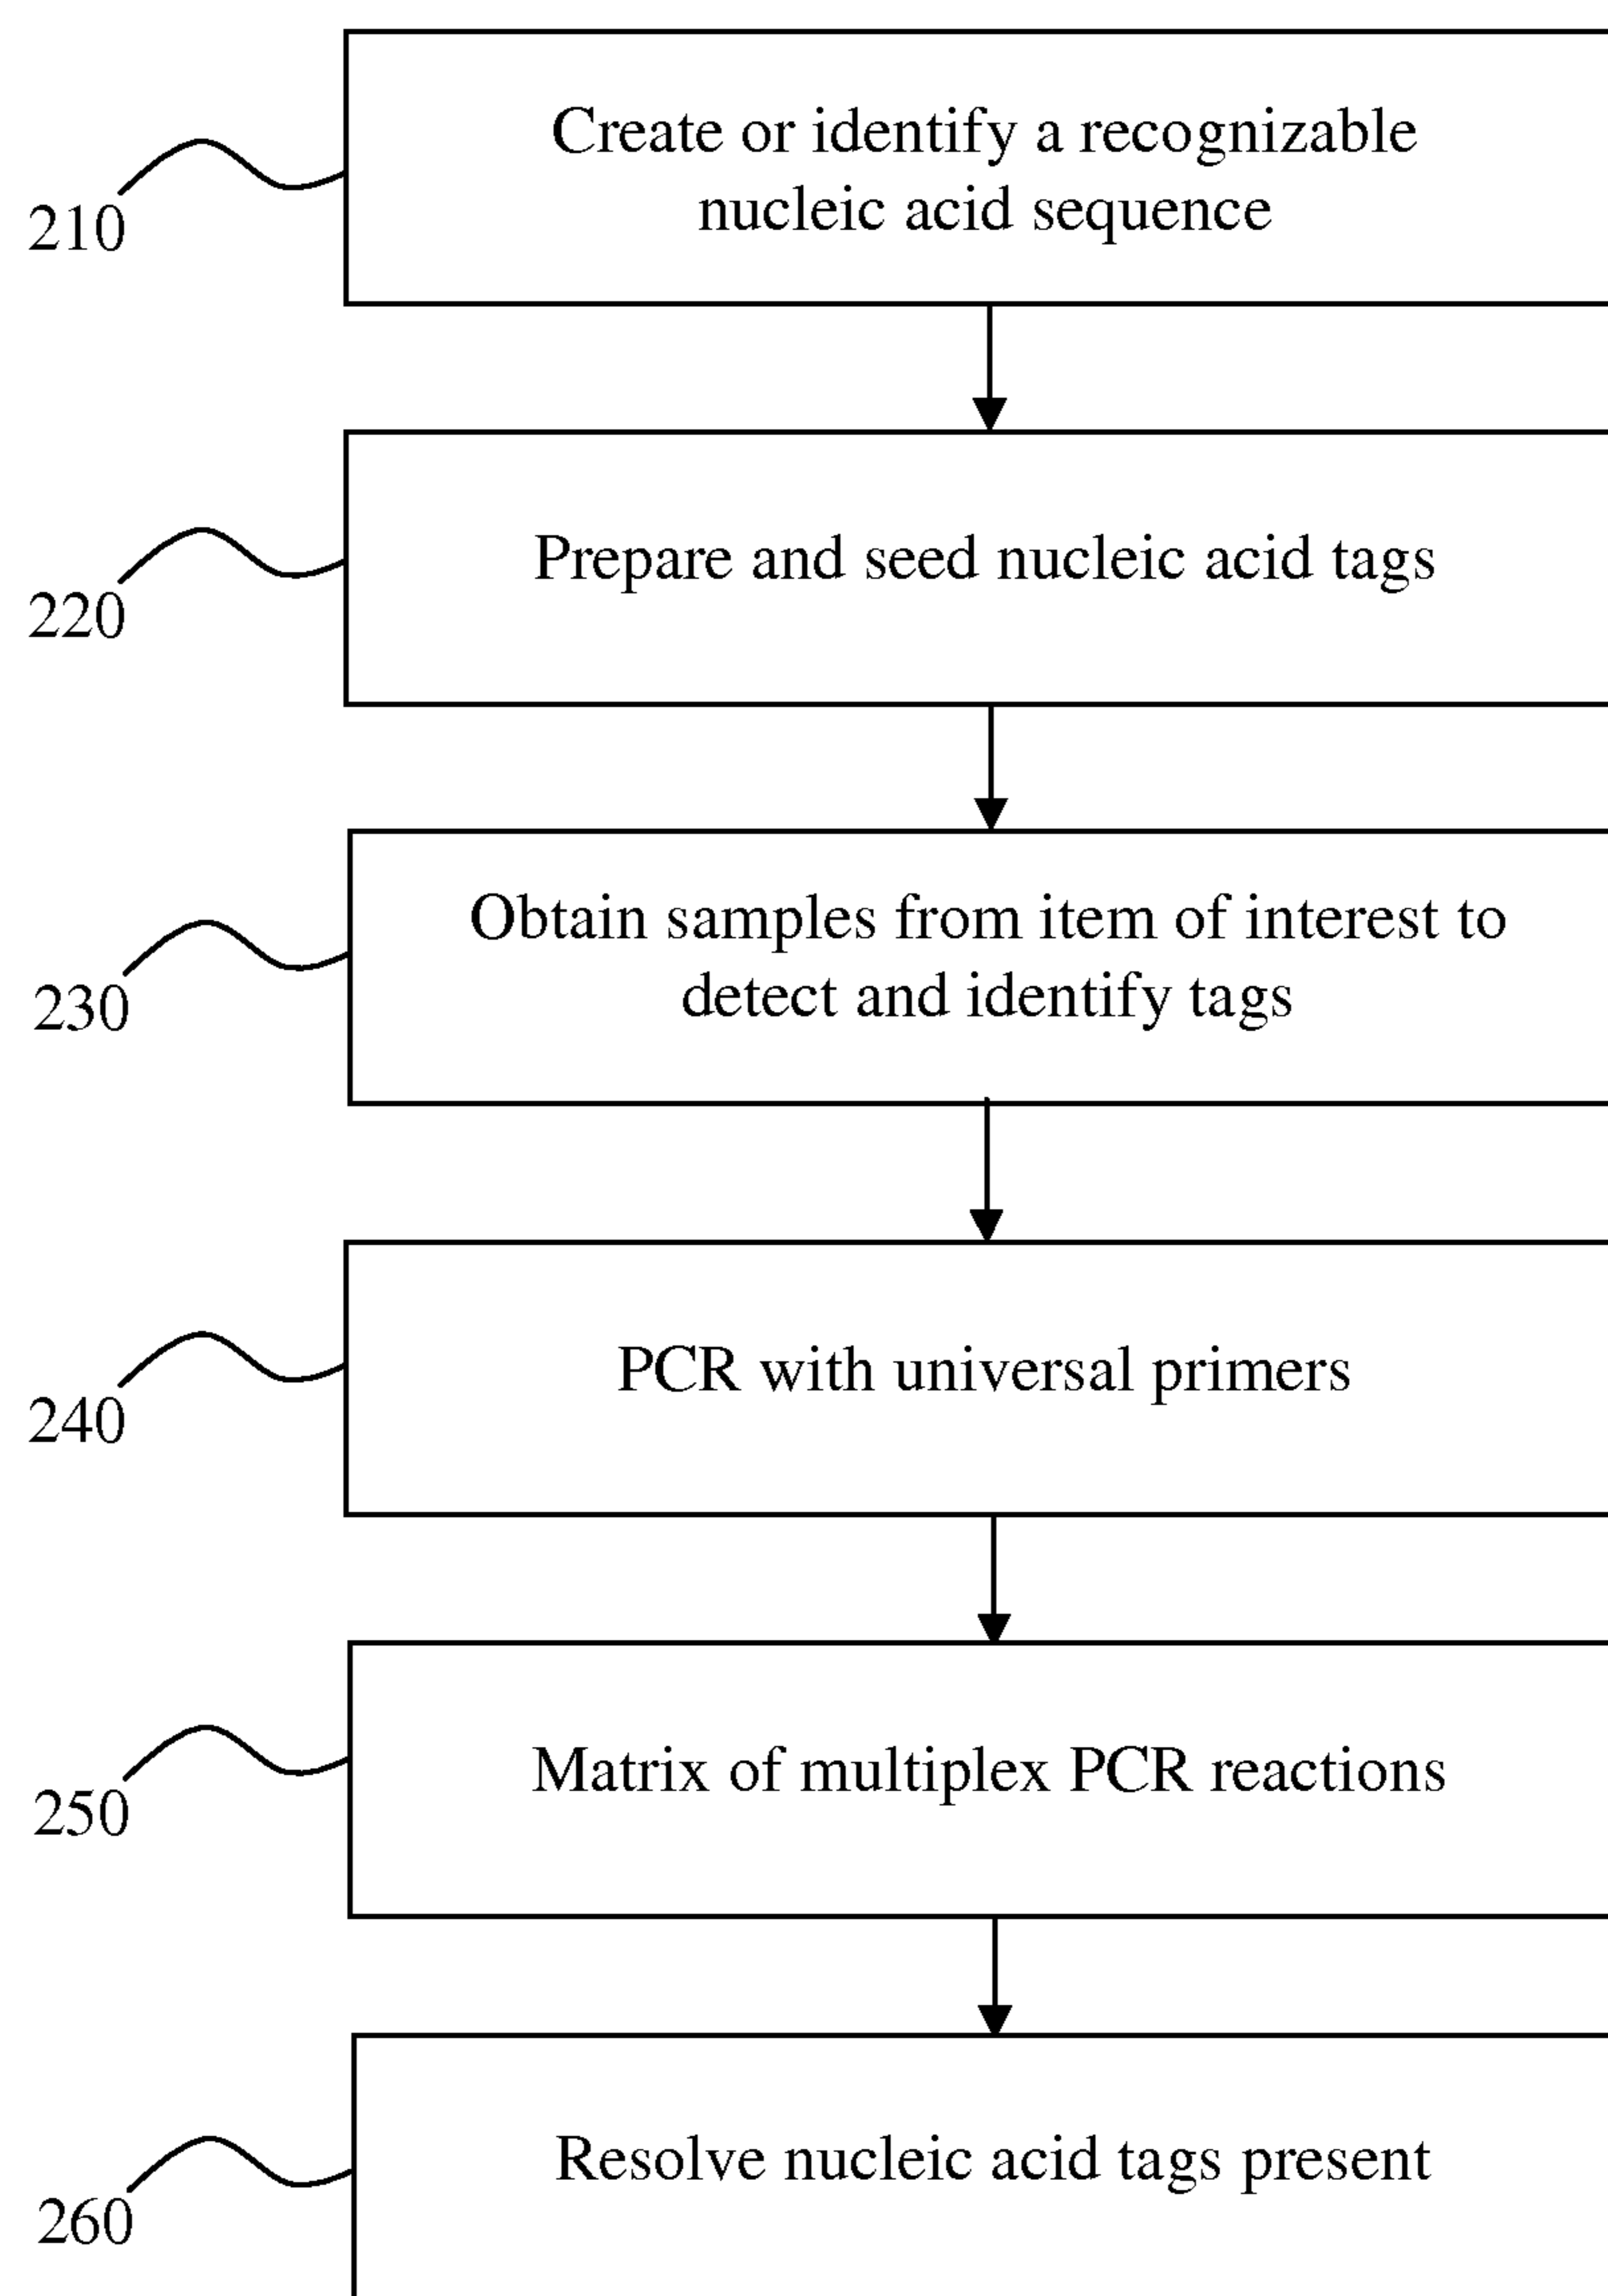 Create or identify a recognizable
nucleic acid sequence
210
Prepare and seed nucleic acid tags
220
Obtain samples from item of interest to
detect and identify tags
230
PCR with universal primers
240
Matrix of multiplex PCR reactions
250
Resolve nucleic acid tags present
260